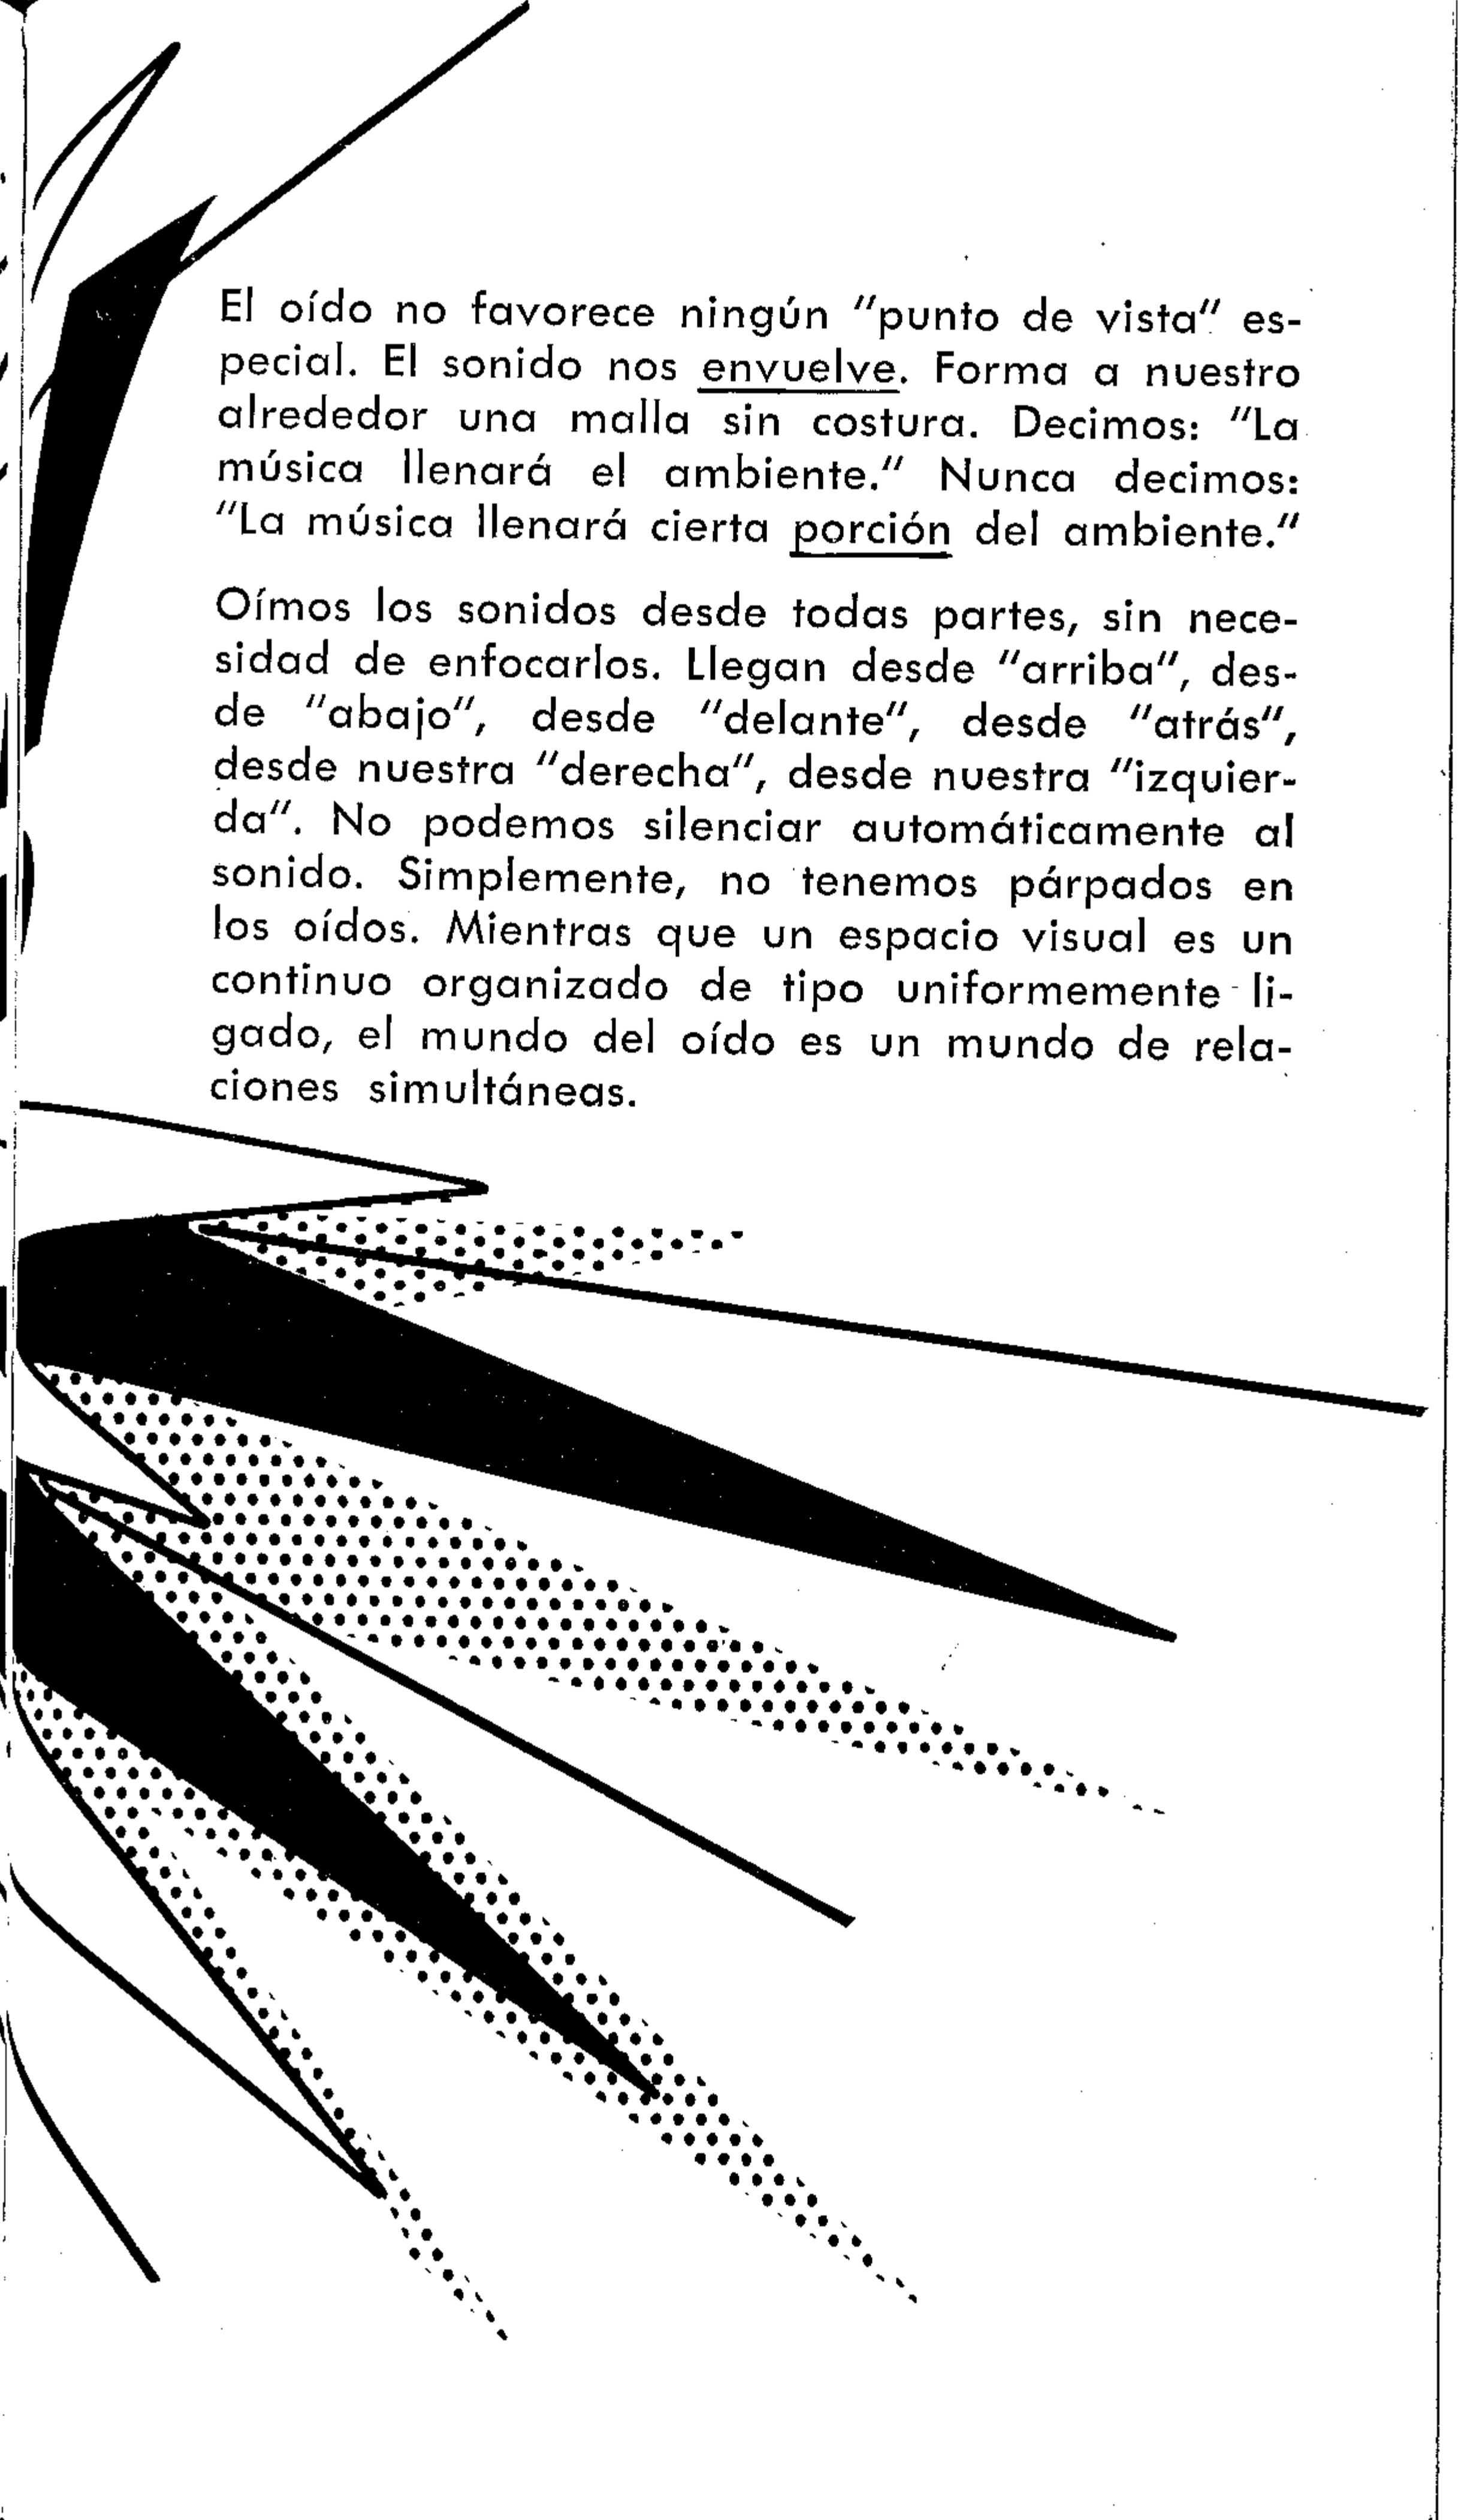 El oído no favorece ningún "punto de vista" es-
pecial. El sonido nos envuelve. Forma a nuestro
alrededor una malla sin costura. Decimos: "La
música llenará el ambiente." Nunca decimos:
"La música llenará cierta porción del ambiente."
Oímos los sonidos desde todas partes, sin nece-
sidad de enfocarlos. Llegan desde "arriba", des-
de "abajo", desde "delante", desde "atrás",
desde nuestra "derecha", desde nuestra "izquier-
da". No podemos silenciar automáticamente al
sonido. Simplemente, no tenemos párpados en
los oídos. Mientras que un espacio visual es un
continuo organizado de tipo uniformemente li-
gado, el mundo del oído es un mundo de rela-
ciones simultáneas.